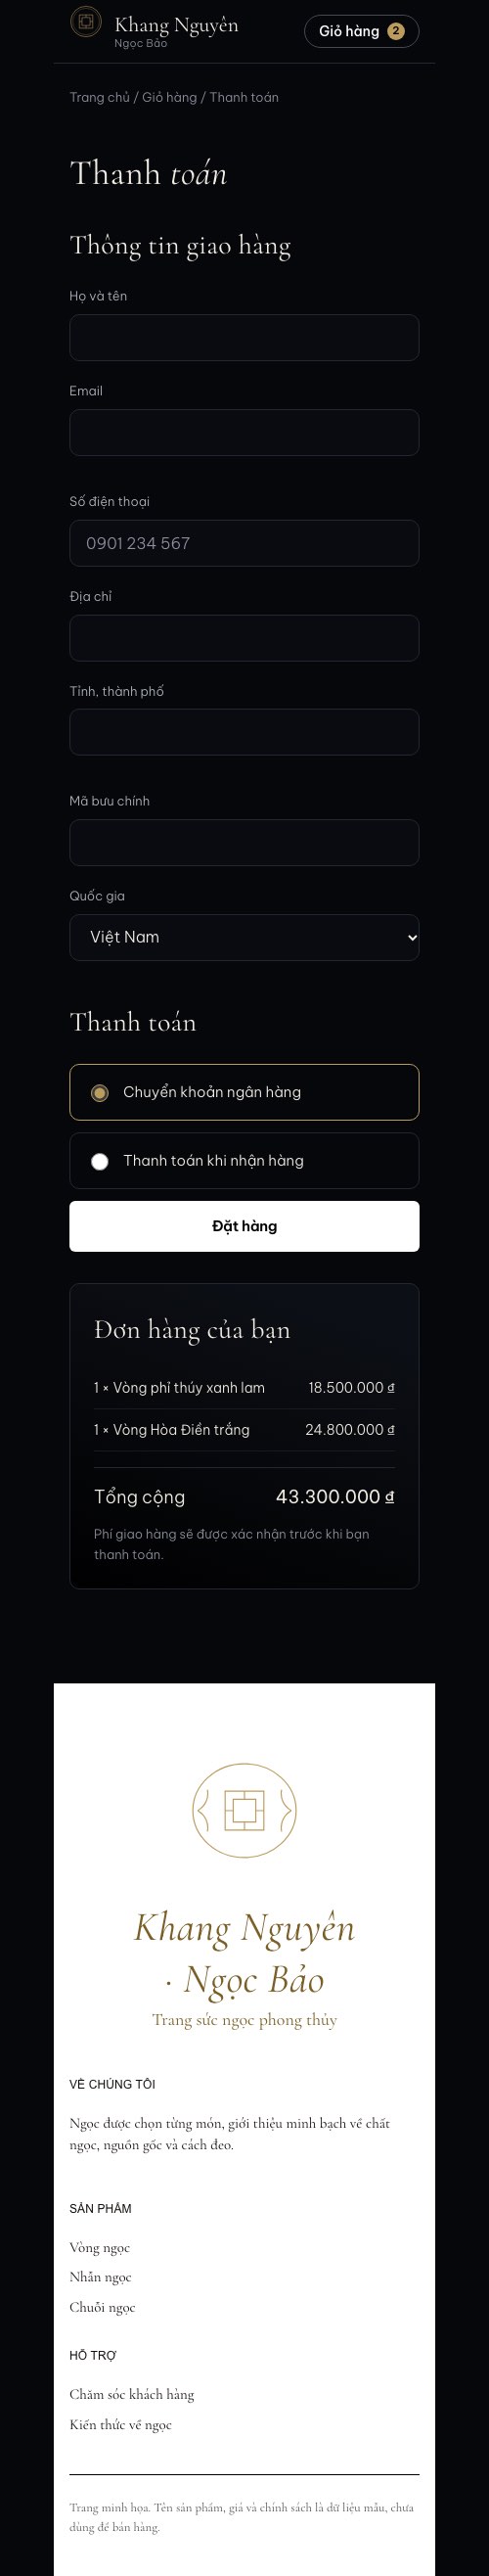 Khang Nguyên
Ngọc Bảo
Giỏ hàng 2
Trang chủ / Giỏ hàng / Thanh toán
Thanh toán
Thông tin giao hàng
Họ và tên
Email
Số điện thoại
0901 234 567
Địa chỉ
Tỉnh, thành phố
Mã bưu chính
Quốc gia
Việt Nam
Thanh toán
Chuyển khoản ngân hàng
Thanh toán khi nhận hàng
Đặt hàng
Đơn hàng của bạn
1 × Vòng phỉ thúy xanh lam 18.500.000 ₫
1 × Vòng Hòa Điền trắng 24.800.000 ₫
Tổng cộng 43.300.000 ₫
Phí giao hàng sẽ được xác nhận trước khi bạn
thanh toán.
Khang Nguyên
· Ngọc Bảo
Trang sức ngọc phong thủy
VỀ CHÚNG TÔI
Ngọc được chọn từng món, giới thiệu minh bạch về chất
ngọc, nguồn gốc và cách đeo.
SẢN PHẨM
Vòng ngọc
Nhẫn ngọc
Chuỗi ngọc
HỖ TRỢ
Chăm sóc khách hàng
Kiến thức về ngọc
Trang minh họa. Tên sản phẩm, giá và chính sách là dữ liệu mẫu, chưa
dùng để bán hàng.